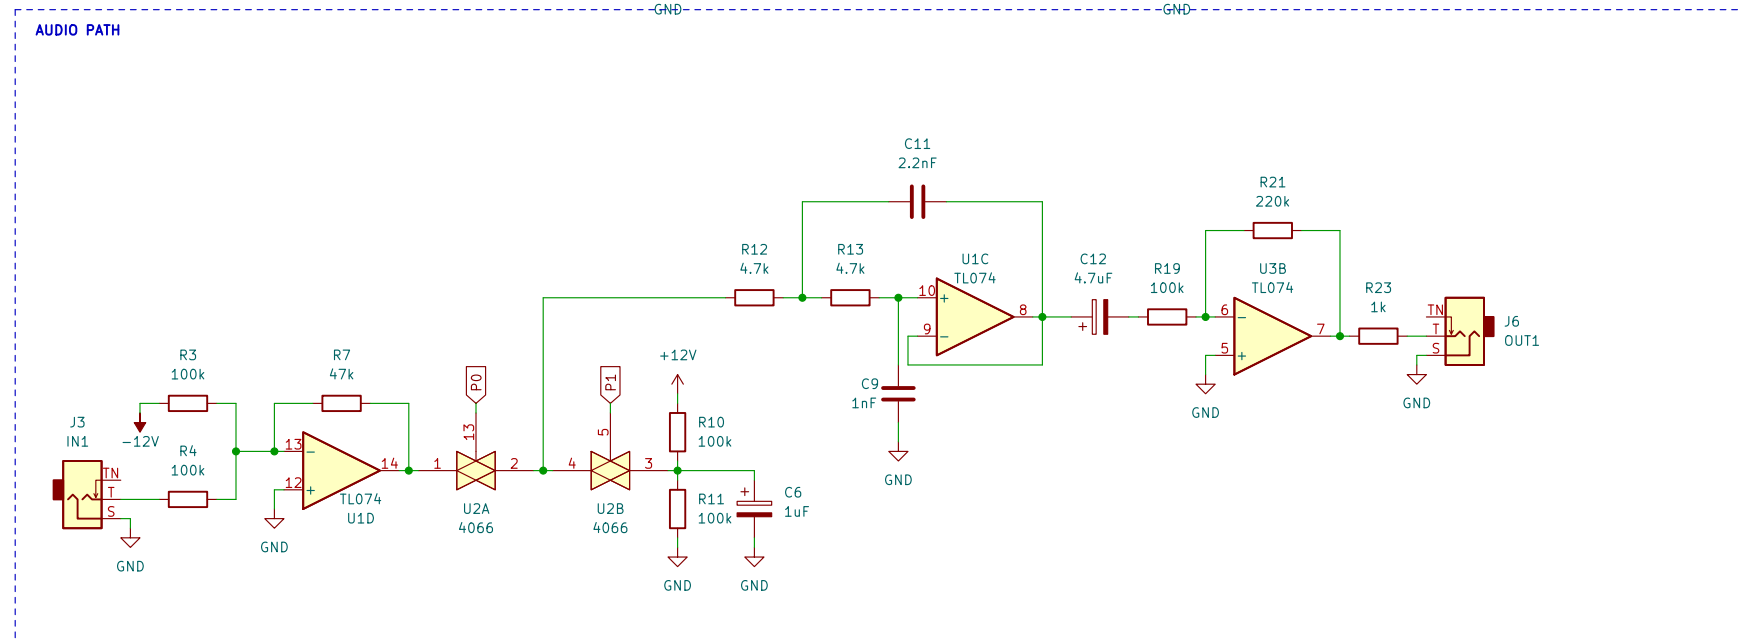 GND
GND
AUDIO PATH
C11
2.2nF
R21
220k
R12
4.7k
R13
4.7k
U1C
TL074
10
+
9
−
8
C12
4.7uF
+
R19
100k
U3B
TL074
6
−
5
+
7
R23
1k
TN
T
S
J6
OUT1
GND
GND
C9
1nF
GND
R3
100k
R7
47k
P0
P1
+12V
J3
IN1
−12V
R4
100k
TN
T
S
GND
13
−
12
+
14
TL074
U1D
GND
1
13
2
U2A
4066
4
5
3
U2B
4066
R10
100k
R11
100k
+
C6
1uF
GND
GND